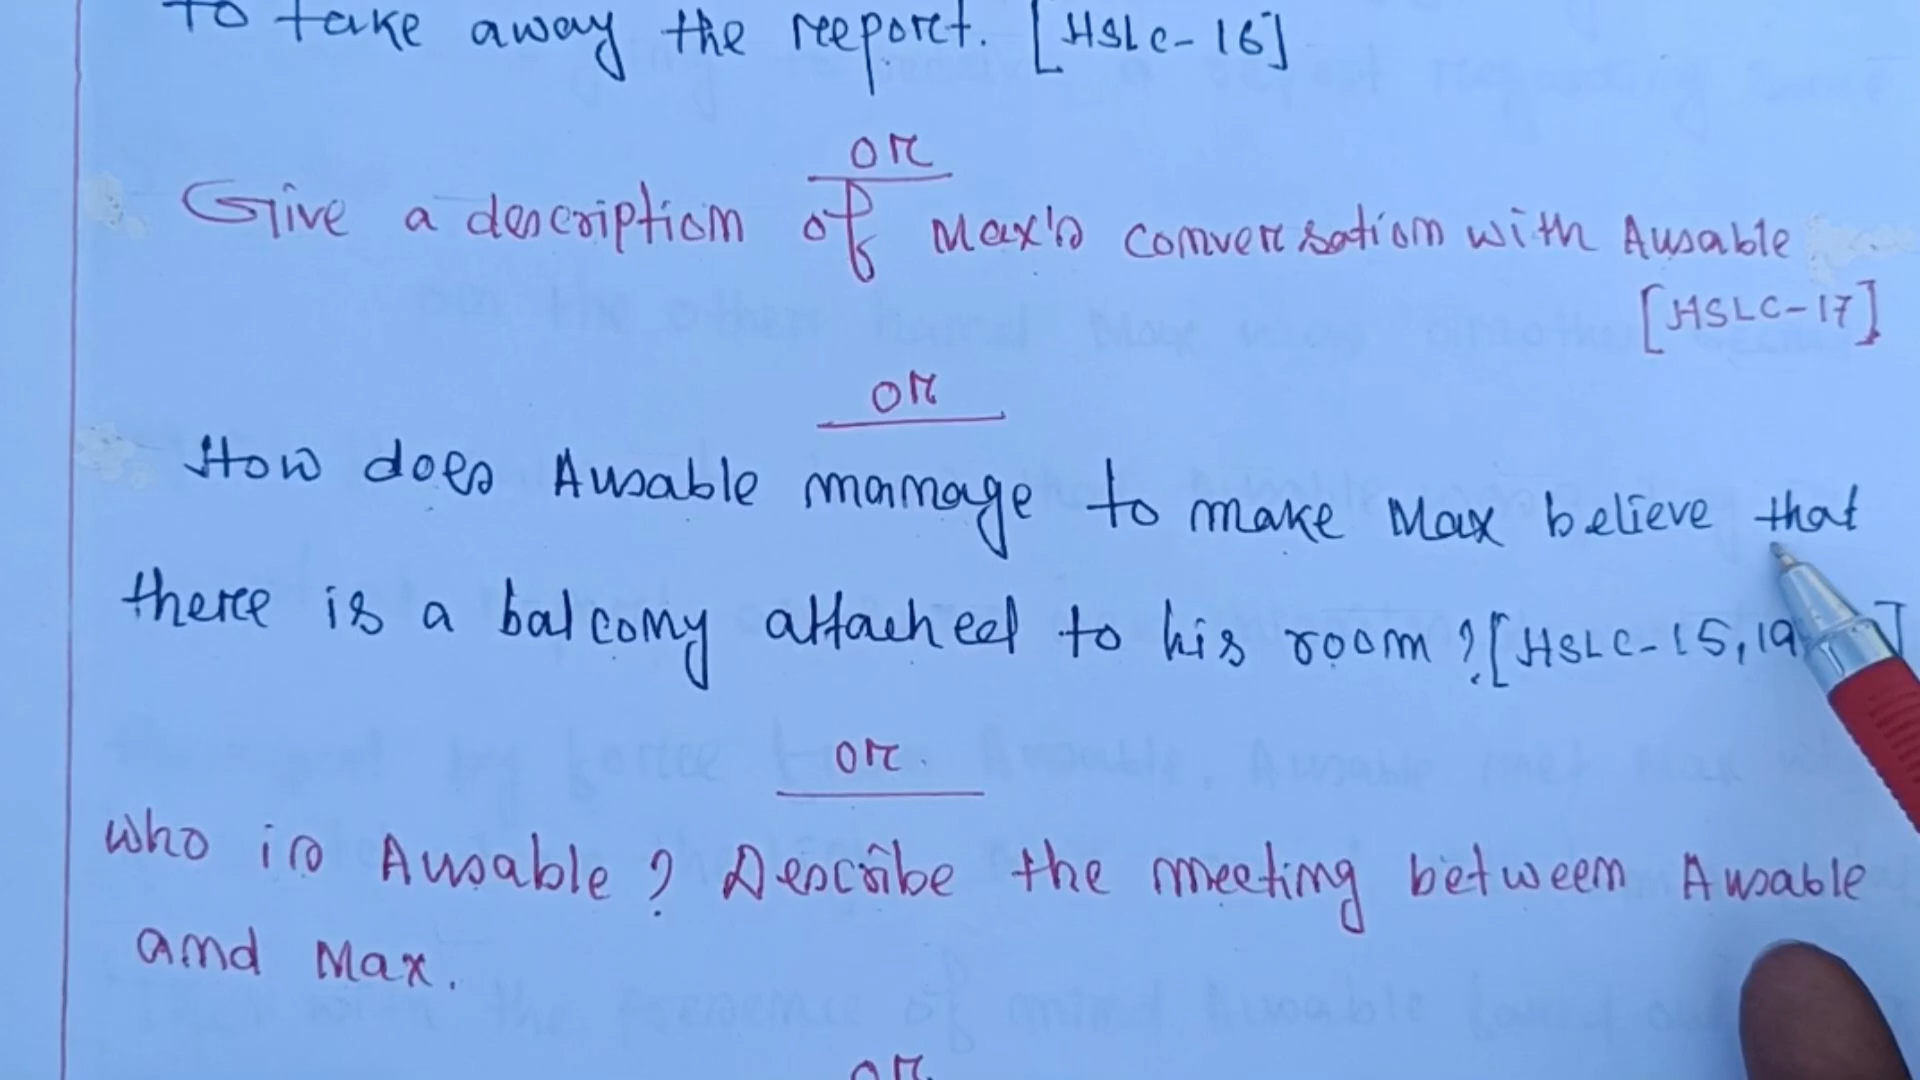 To take away the report. [HSLC-16]
or
Give a description of Max's conversation with Ausable
[HSLC-17]
or
How does Ausable manage to make Max believe that
there is a balcony attached to his room? [HSLC-15, 19 ]
or.
who is Ausable? Describe the meeting between Ausable
and Max.
or.